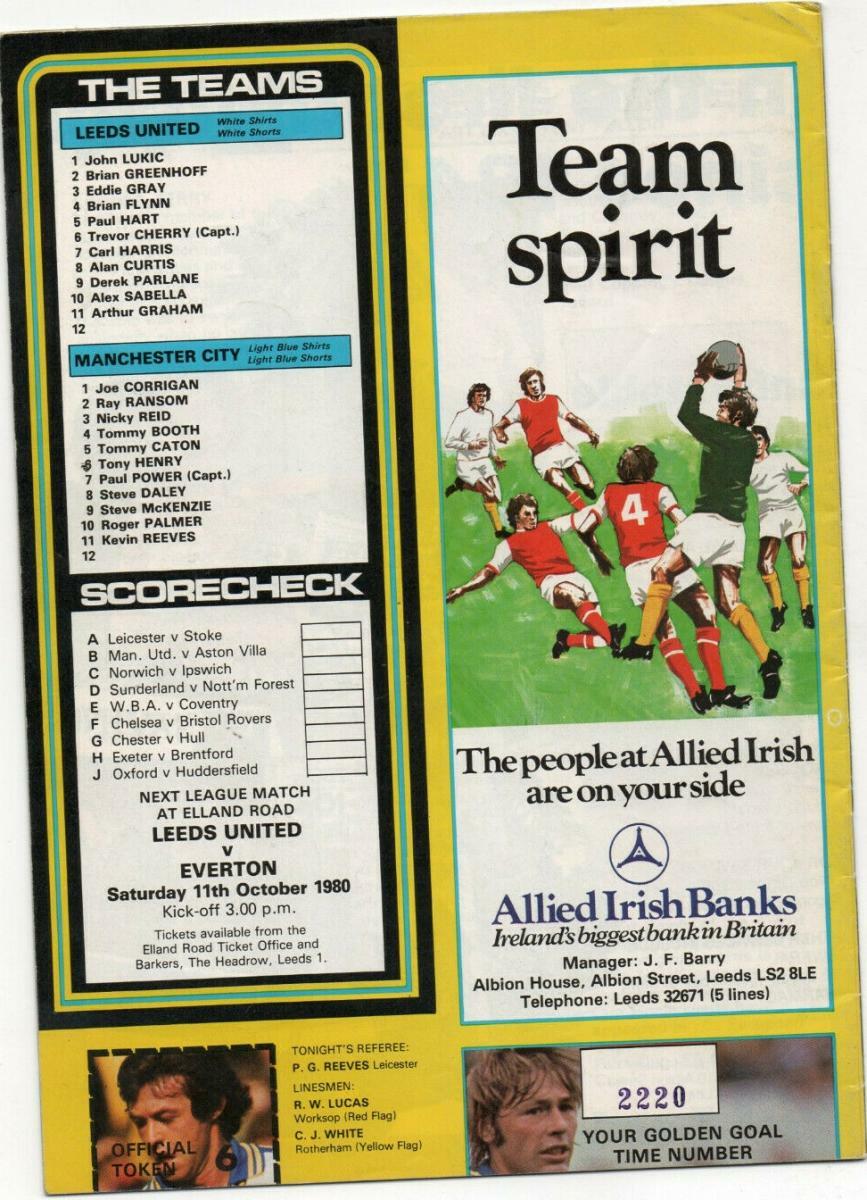 THE TEAMS
LEEDS UNITED White Shirts
White Shorts
1 John LUKIC
2 Brian GREENHOFF
3 Eddie GRAY
4 Brian FLYNN
5 Paul HART
6 Trevor CHERRY (Capt.)
7 Carl HARRIS
8 Alan CURTIS
9 Derek PARLANE
10 Alex SABELLA
11 Arthur GRAHAM
12
MANCHESTER CITY Light Blue Shirts
Light Blue Shorts
1 Joe CORRIGAN
2 Ray RANSOM
3 Nicky REID
4 Tommy BOOTH
5 Tommy CATON
6 Tony HENRY
7 Paul POWER (Capt.)
8 Steve DALEY
9 Steve McKENZIE
10 Roger PALMER
11 Kevin REEVES
12
SCORECHECK
A Leicester v Stoke
B Man. Utd. v Aston Villa
C Norwich v Ipswich
D Sunderland v Nott'm Forest
E W.B.A. v Coventry
F Chelsea v Bristol Rovers
G Chester v Hull
H Exeter v Brentford
J Oxford v Huddersfield
NEXT LEAGUE MATCH
AT ELLAND ROAD
LEEDS UNITED
v
EVERTON
Saturday 11th October 1980
Kick-off 3.00 p.m.
Tickets available from the
Elland Road Ticket Office and
Barkers, The Headrow, Leeds 1.
Team
spirit
4
The people at Allied Irish
are on your side
Allied Irish Banks
Ireland's biggest bank in Britain
Manager: J. F. Barry
Albion House, Albion Street, Leeds LS2 8LE
Telephone: Leeds 32671 (5 lines)
OFFICIAL
TOKEN 6
TONIGHT'S REFEREE:
P. G. REEVES Leicester
LINESMEN:
R. W. LUCAS
Worksop (Red Flag)
C. J. WHITE
Rotherham (Yellow Flag)
2220
YOUR GOLDEN GOAL
TIME NUMBER